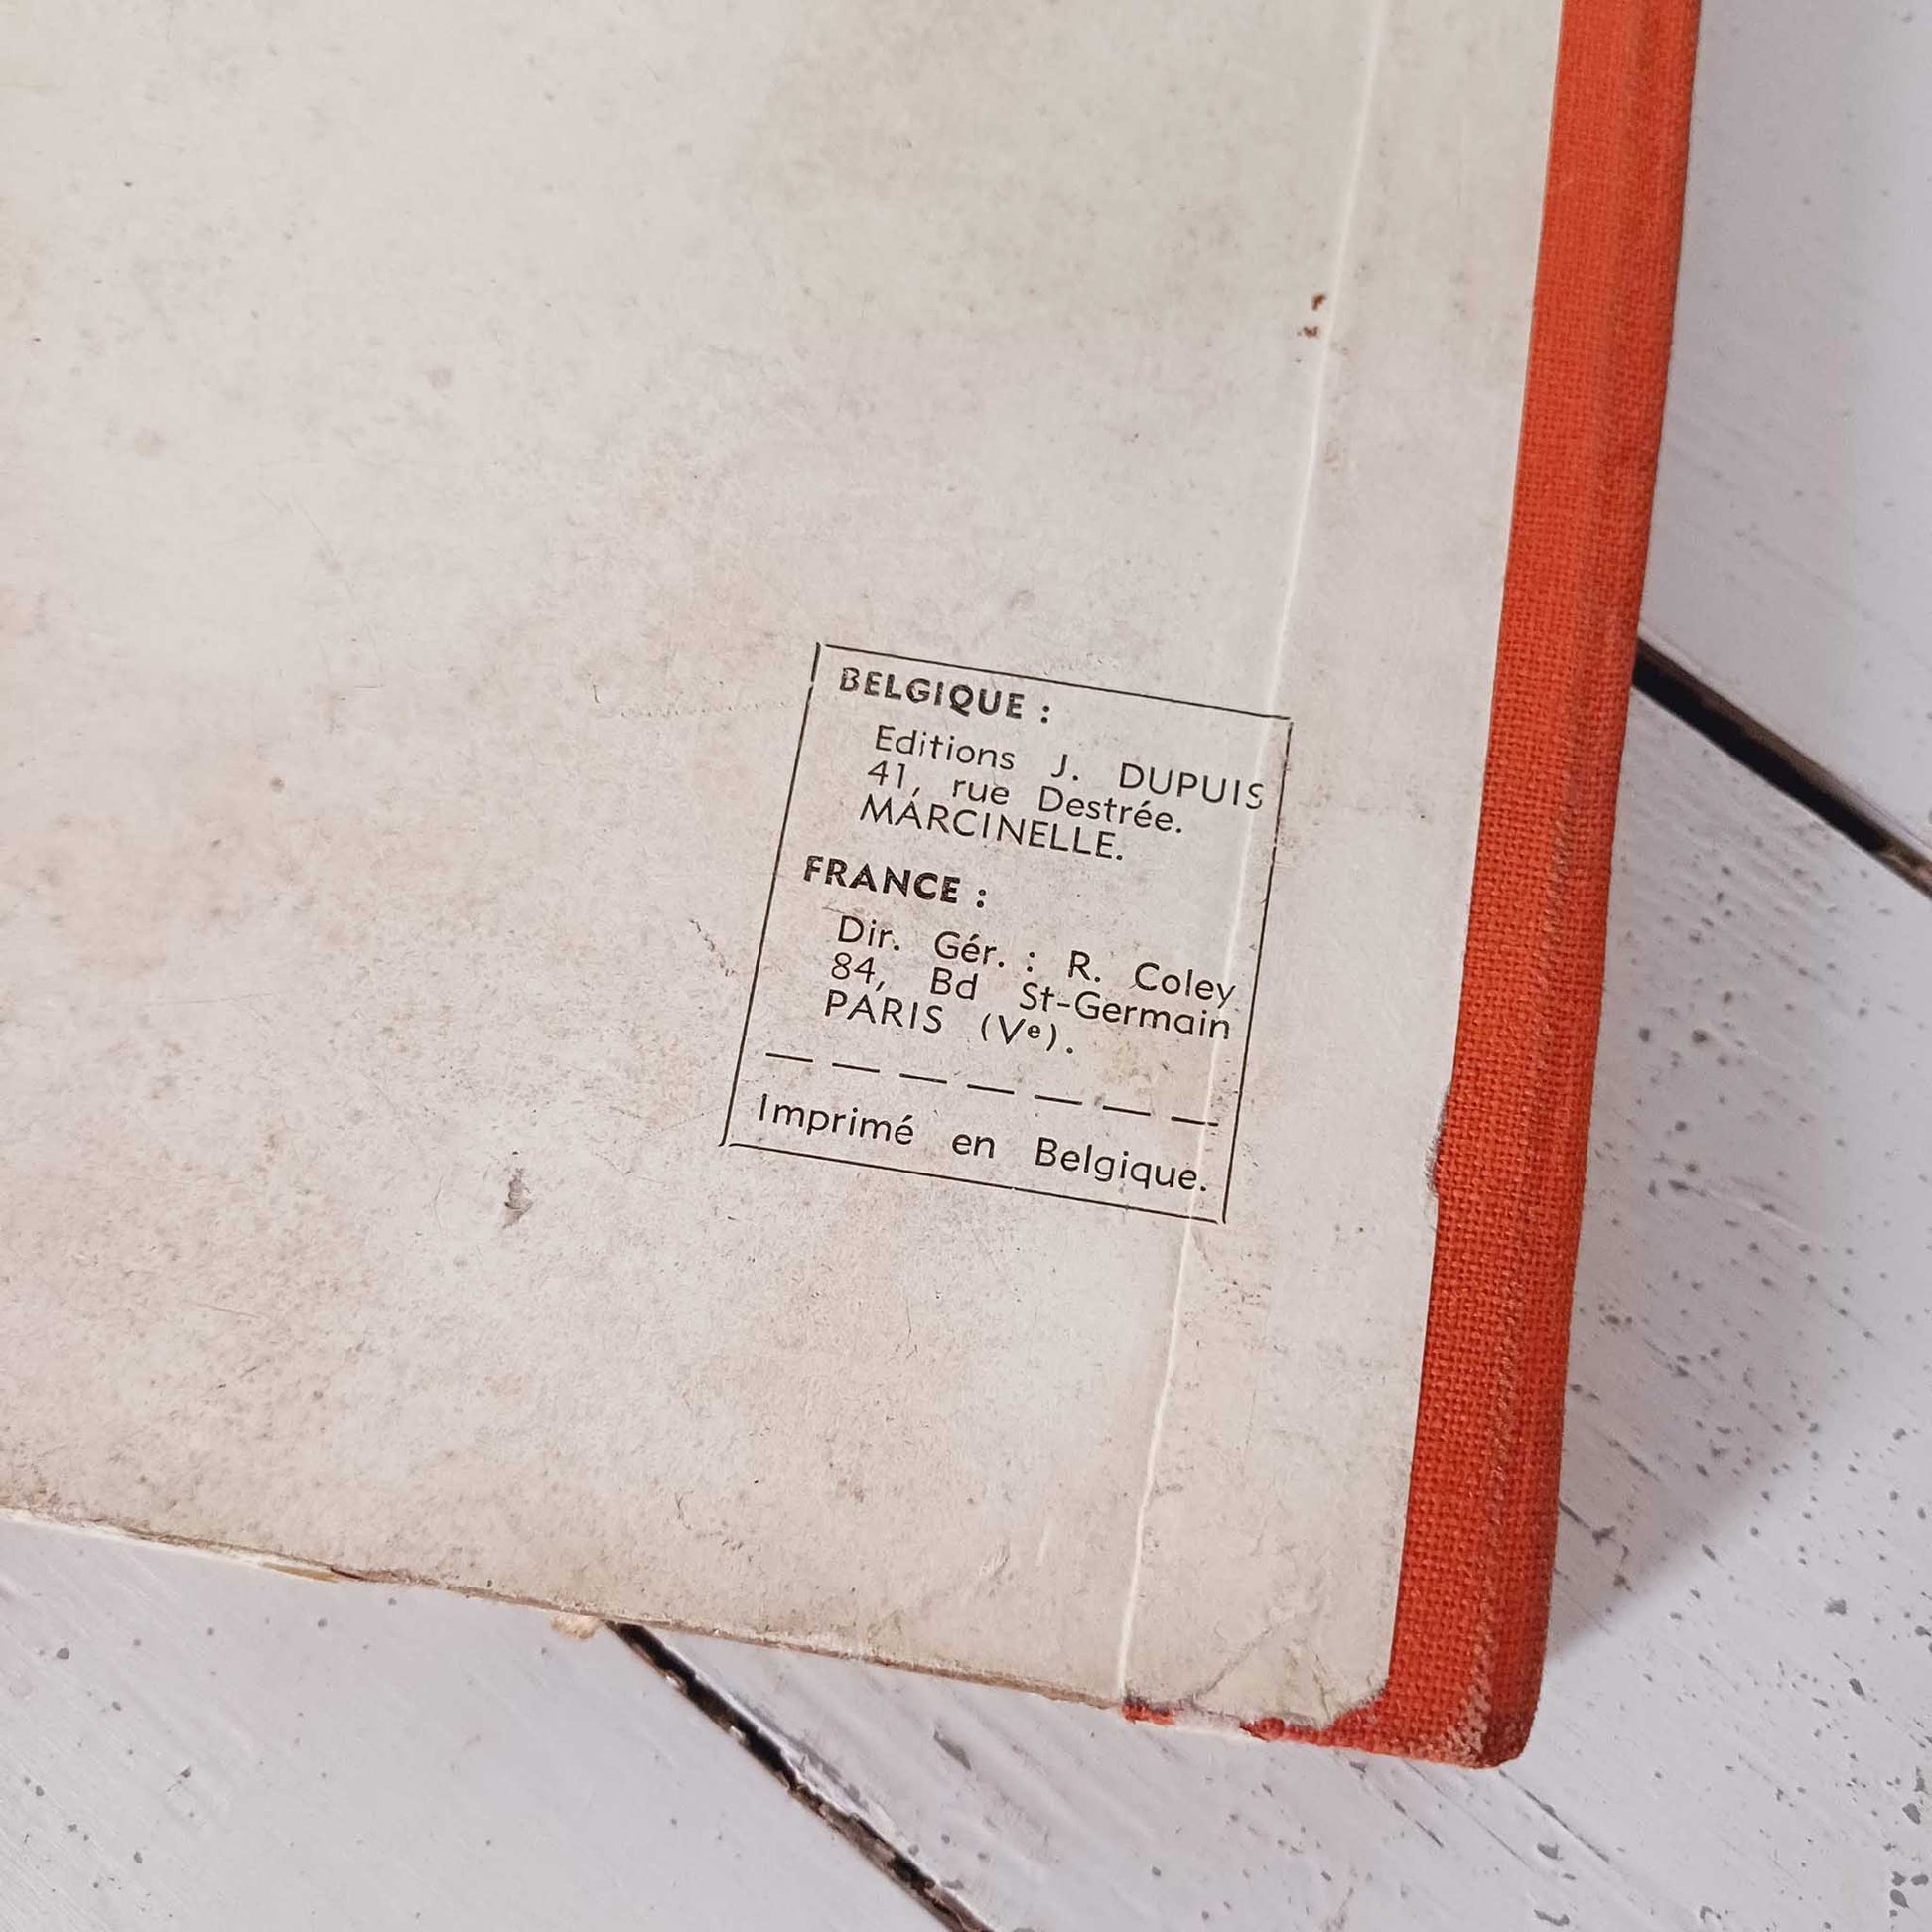 BELGIQUE :
Editions J. DUPUIS
41, rue Destrée.
MARCINELLE.
FRANCE :
Dir. Gér. : R. Coley
84, Bd St-Germain
PARIS (Vᵉ).
Imprimé en Belgique.